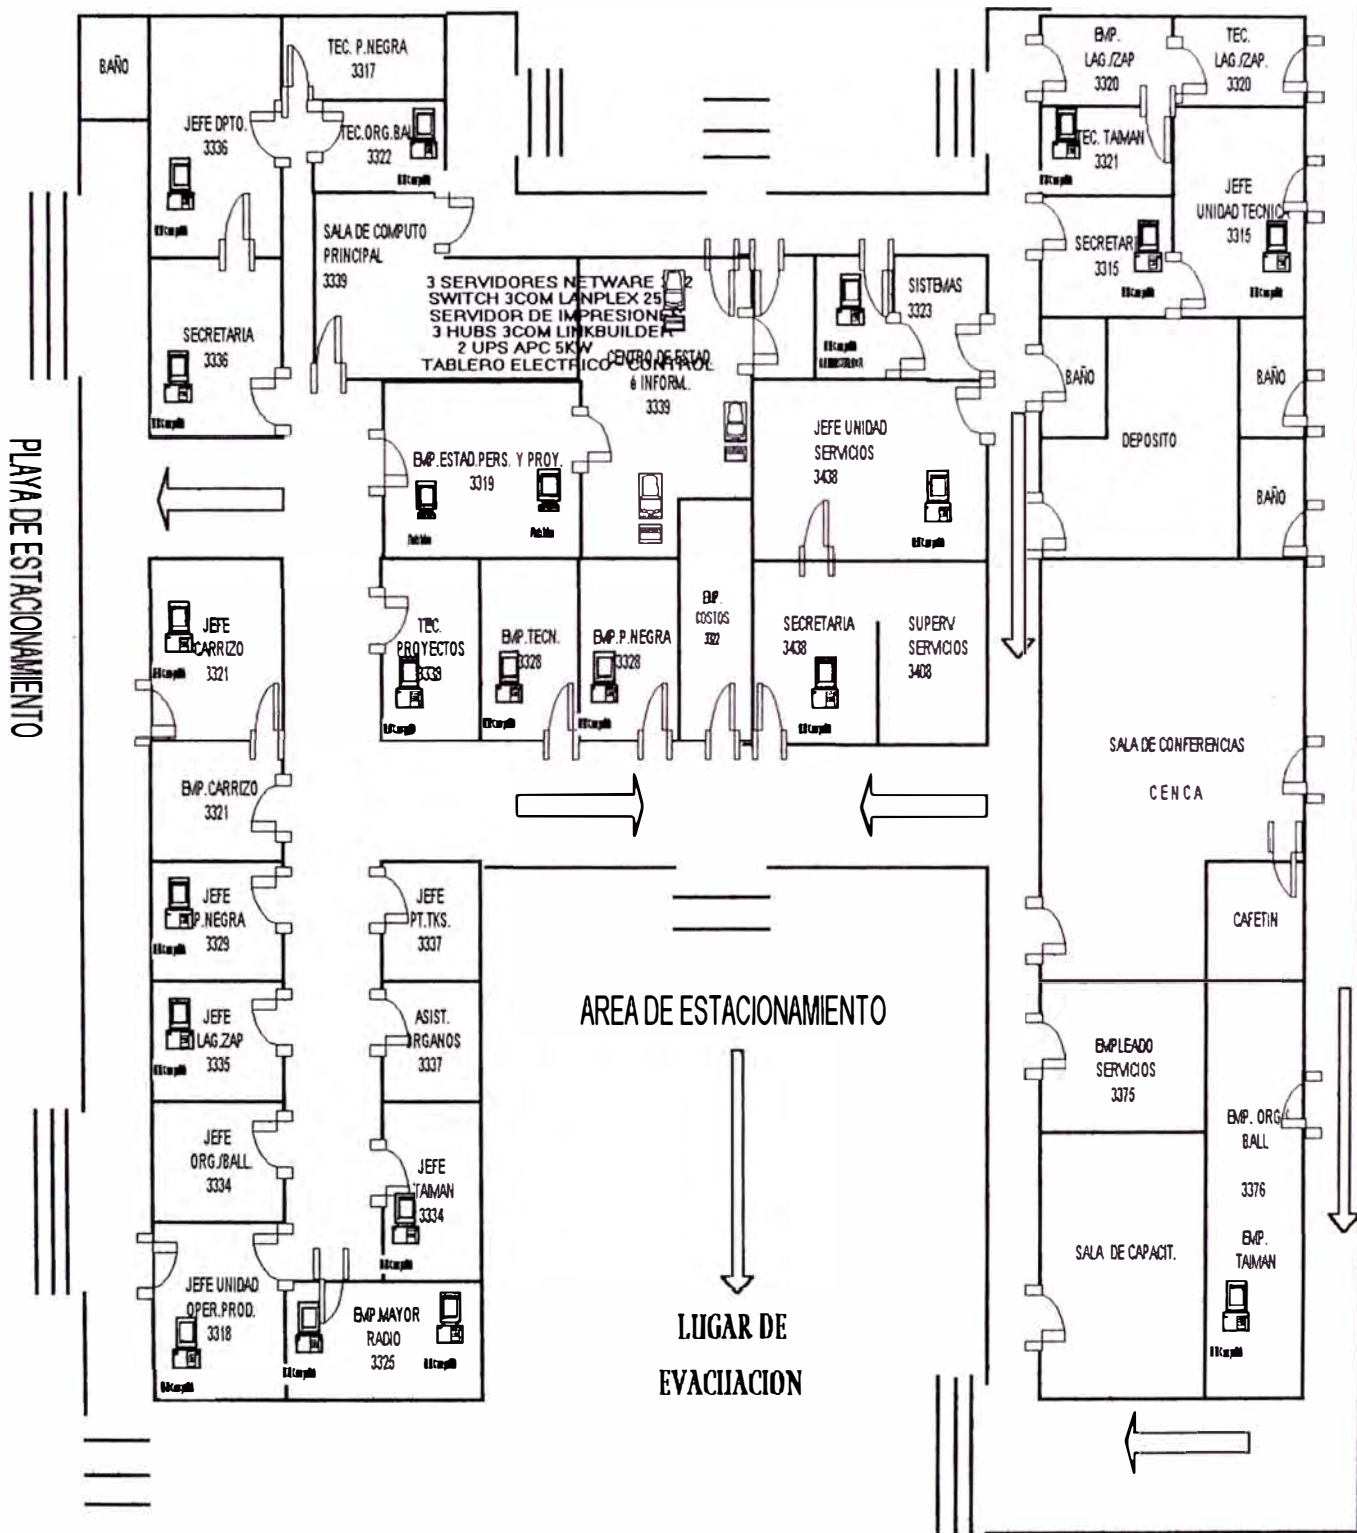 BAÑO
TEC. P.NEGRA
3317
JEFE DPTO.
3336
TEC.ORG.BAL
3322
SALA DE COMPUTO
PRINCIPAL
3339
SECRETARIA
3336
3 SERVIDORES NETWARE
SWITCH 3COM LANPLEX 25
SERVIDOR DE IMPRESIONES
3 HUBS 3COM LINKBUILDER
2 UPS APC 5KW
TABLERO ELECTRICO - CONTROL
CENTRO DE ESTAD.
é INFORM.
3339
SISTEMAS
3323
EMP.
LAG./ZAP
3320
TEC.
LAG./ZAP.
3320
TEC. TAIMAN
3321
JEFE
UNIDAD TECNICA
3315
SECRETARI
3315
BAÑO
BAÑO
DEPOSITO
BAÑO
EMP.ESTAD.PERS. Y PROY.
3319
JEFE UNIDAD
SERVICIOS
3438
PLAYA DE ESTACIONAMIENTO
JEFE
CARRIZO
3321
TEC.
PROYECTOS
3339
EMP.TECN.
3328
EMP.P.NEGRA
3328
EMP.
COSTOS
3322
SECRETARIA
3438
SUPERV
SERVICIOS
3408
SALA DE CONFERENCIAS
CENCA
EMP.CARRIZO
3321
JEFE
P.NEGRA
3329
JEFE
PT.TKS.
3337
CAFETIN
JEFE
LAG.ZAP
3335
ASIST.
ORGANOS
3337
AREA DE ESTACIONAMIENTO
EMPLEADO
SERVICIOS
3375
JEFE
ORG./BALL.
3334
JEFE
TAIMAN
3334
EMP. ORG
BALL
3376
EMP.
TAIMAN
SALA DE CAPACIT.
JEFE UNIDAD
OPER.PROD.
3318
EMP.MAYOR
RADIO
3325
LUGAR DE
EVACUACION